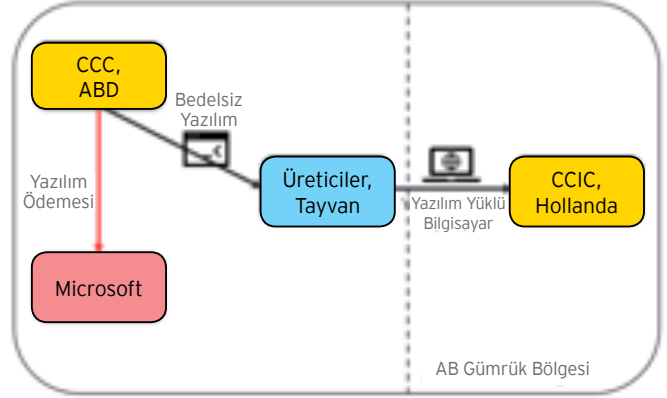 CCC,
ABD
Bedelsiz
Yazılım
Yazılım
Ödemesi
Üreticiler,
Tayvan
Yazılım Yüklü
Bilgisayar
CCIC,
Hollanda
Microsoft
AB Gümrük Bölgesi